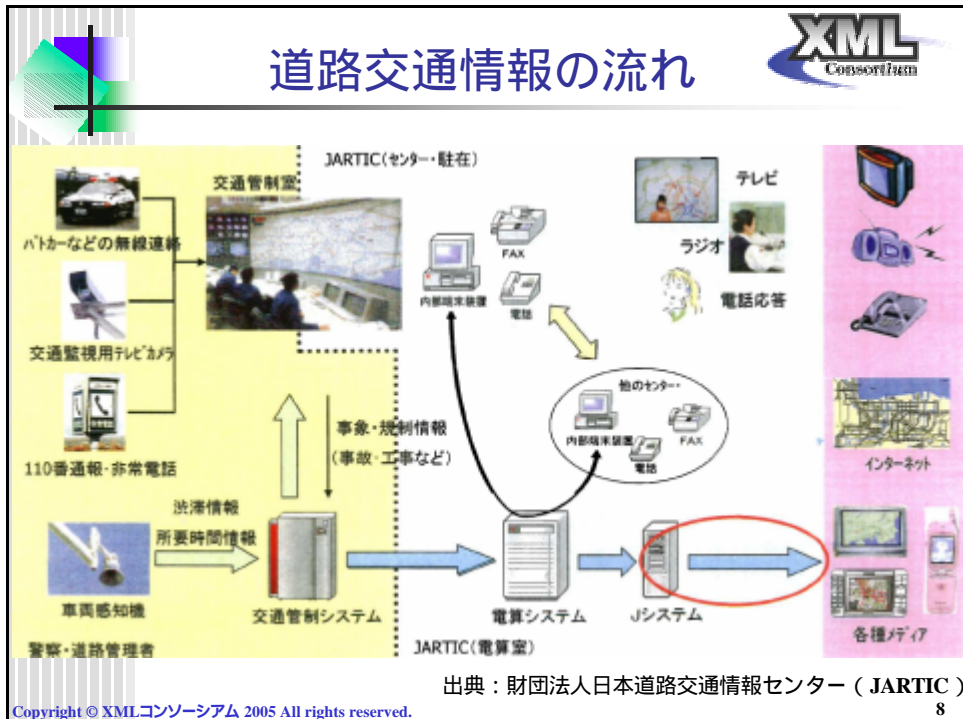 道路交通情報の流れ
XML
Consortium
JARTIC(センター・駐在)
交通管制室
パトカーなどの無線連絡
交通監視用テレビカメラ
110番通報・非常電話
FAX
内部端末装置
電話
テレビ
ラジオ
電話応答
他のセンター・
内部端末装置
FAX
電話
事象・規制情報
(事故・工事など)
渋滞情報
所要時間情報
インターネット
車両感知機
交通管制システム
電算システム
Jシステム
各種メディア
警察・道路管理者
JARTIC(電算室)
出典：財団法人日本道路交通情報センター（JARTIC）
Copyright © XMLコンソーシアム 2005 All rights reserved.
8